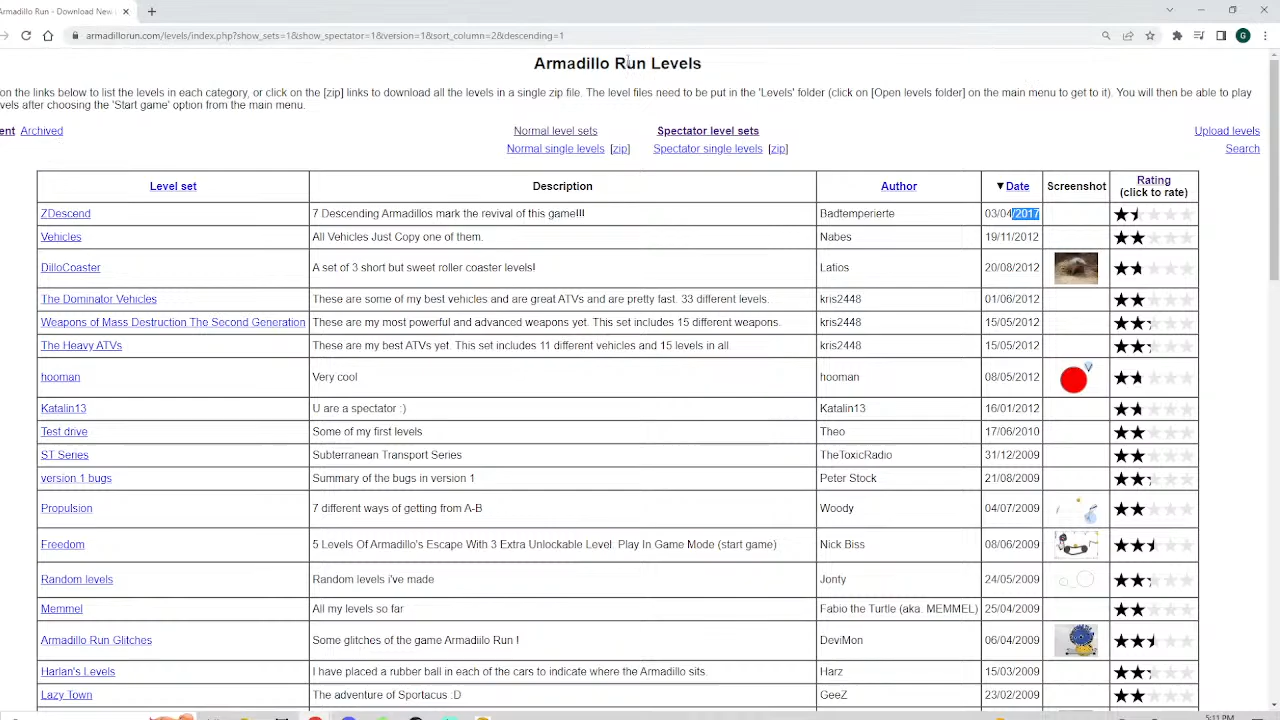 Armadillo Run - Download New
armadillorun.com/levels/index.php?show_sets=1&show_spectator=1&version=1&sort_column=2&descending=1
G
Armadillo Run Levels
on the links below to list the levels in each category, or click on the [zip] links to download all the levels in a single zip file. The level files need to be put in the 'Levels' folder (click on [Open levels folder] on the main menu to get to it). You will then be able to play
vels after choosing the 'Start game' option from the main menu.
ent Archived Normal level sets Spectator level sets Upload levels
Normal single levels [zip] Spectator single levels [zip] Search
Level set Description Author ▼Date Screenshot Rating (click to rate)
ZDescend 7 Descending Armadillos mark the revival of this game!!! Badtemperierte 03/04/2017
Vehicles All Vehicles Just Copy one of them. Nabes 19/11/2012
DilloCoaster A set of 3 short but sweet roller coaster levels! Latios 20/08/2012
The Dominator Vehicles These are some of my best vehicles and are great ATVs and are pretty fast. 33 different levels. kris2448 01/06/2012
Weapons of Mass Destruction The Second Generation These are my most powerful and advanced weapons yet. This set includes 15 different weapons. kris2448 15/05/2012
The Heavy ATVs These are my best ATVs yet. This set includes 11 different vehicles and 15 levels in all. kris2448 15/05/2012
hooman Very cool hooman 08/05/2012
Katalin13 U are a spectator :) Katalin13 16/01/2012
Test drive Some of my first levels Theo 17/06/2010
ST Series Subterranean Transport Series TheToxicRadio 31/12/2009
version 1 bugs Summary of the bugs in version 1 Peter Stock 21/08/2009
Propulsion 7 different ways of getting from A-B Woody 04/07/2009
Freedom 5 Levels Of Armadillo's Escape With 3 Extra Unlockable Level. Play In Game Mode (start game) Nick Biss 08/06/2009
Random levels Random levels i've made Jonty 24/05/2009
Memmel All my levels so far Fabio the Turtle (aka. MEMMEL) 25/04/2009
Armadillo Run Glitches Some glitches of the game Armadiilo Run ! DeviMon 06/04/2009
Harlan's Levels I have placed a rubber ball in each of the cars to indicate where the Armadillo sits. Harz 15/03/2009
Lazy Town The adventure of Sportacus :D GeeZ 23/02/2009
5:11 PM